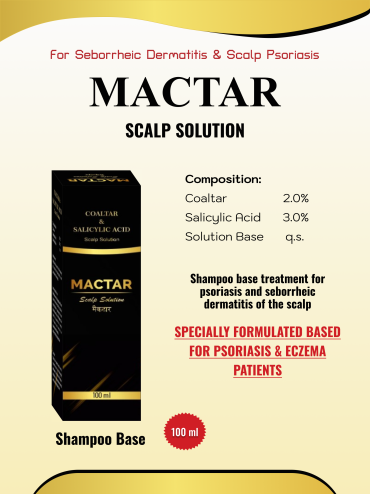 For Seborrheic Dermatitis & Scalp Psoriasis
MACTAR
SCALP SOLUTION
Composition:
Coaltar 2.0%
Salicylic Acid 3.0%
Solution Base q.s.
MACTAR
COALTAR
&
SALICYLIC ACID
Scalp Solution
MACTAR
Scalp Solution
मैकटार
100 ml
Shampoo base treatment for
psoriasis and seborrheic
dermatitis of the scalp
SPECIALLY FORMULATED BASED
FOR PSORIASIS & ECZEMA
PATIENTS
Shampoo Base
100 ml